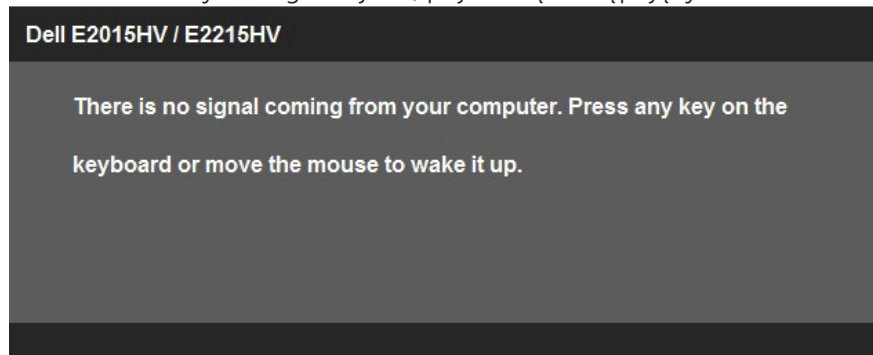 Dell E2015HV / E2215HV
There is no signal coming from your computer. Press any key on the
keyboard or move the mouse to wake it up.